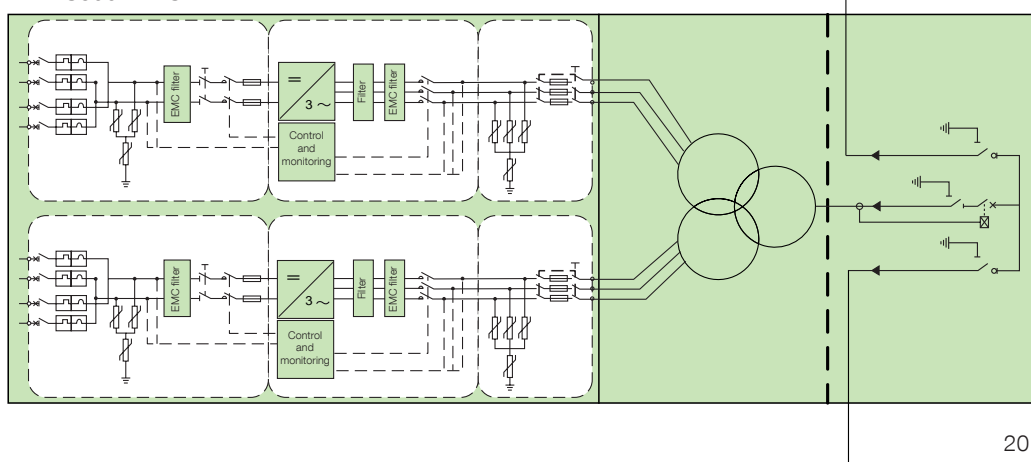 EMC filter
=
3 ~
Filter
EMC filter
Control
and
monitoring
EMC filter
=
3 ~
Filter
EMC filter
Control
and
monitoring
20